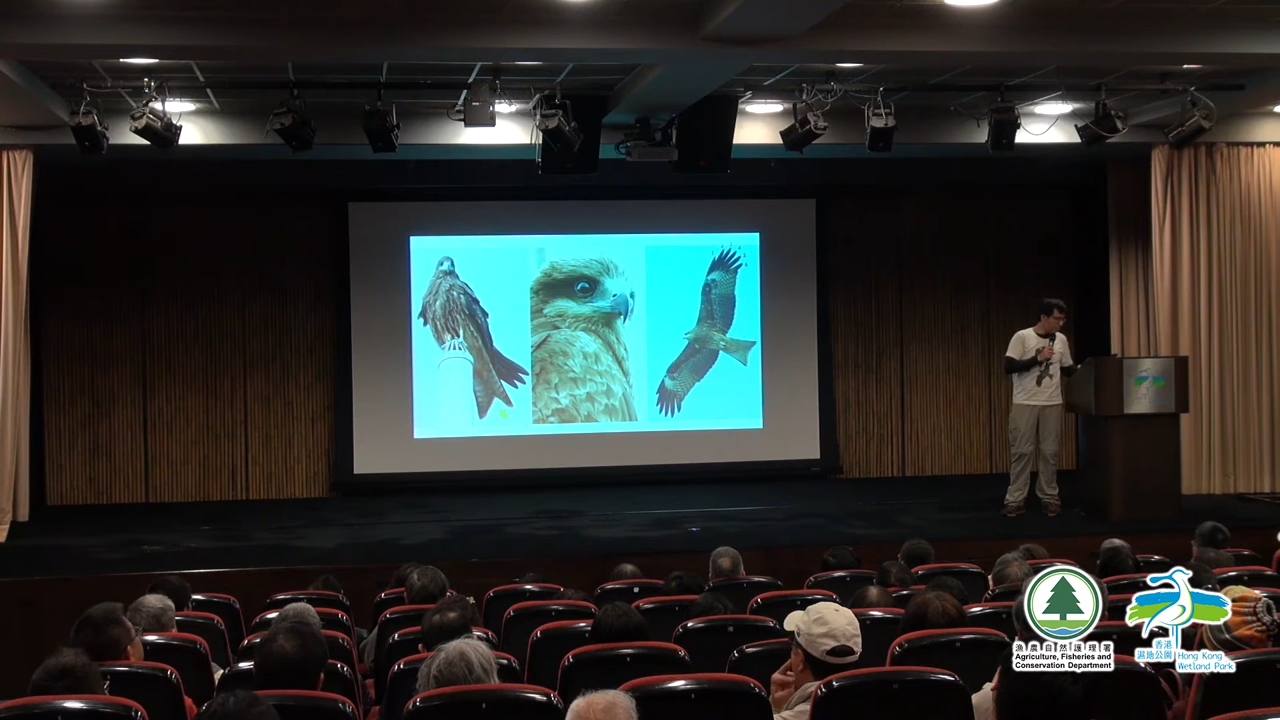 漁農自然護理署
Agriculture, Fisheries and
Conservation Department
香港
濕地公園
Hong Kong
Wetland Park